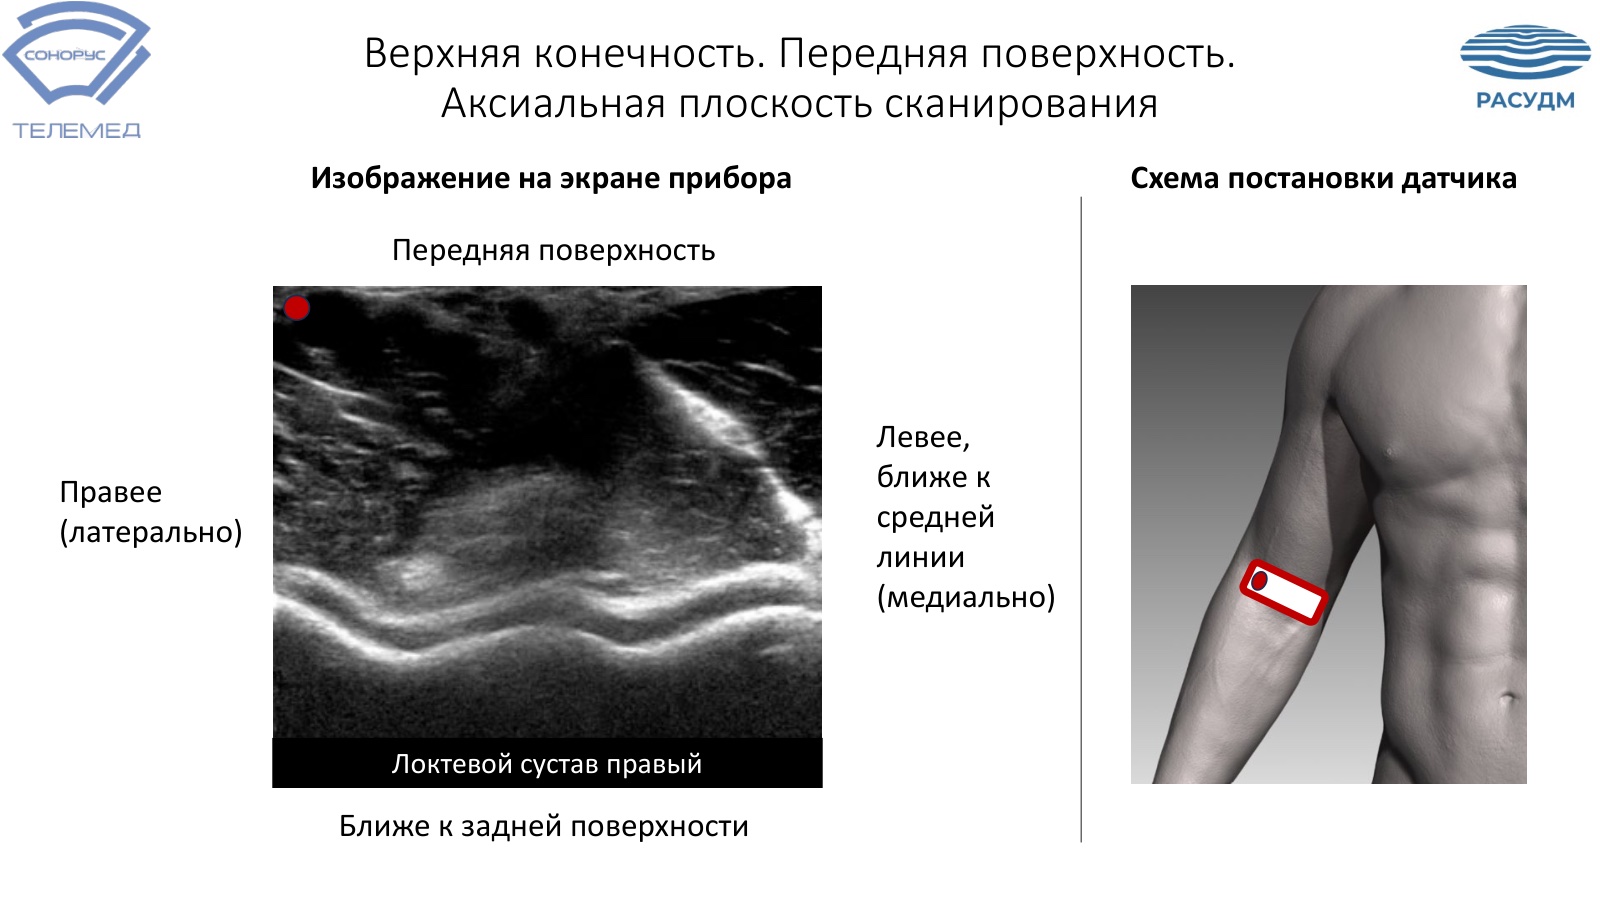 СОНОРУС
ТЕЛЕМЕД
Верхняя конечность. Передняя поверхность.
Аксиальная плоскость сканирования
РАСУДМ
Изображение на экране прибора
Схема постановки датчика
Передняя поверхность
Правее
(латерально)
Левее,
ближе к
средней
линии
(медиально)
Локтевой сустав правый
Ближе к задней поверхности